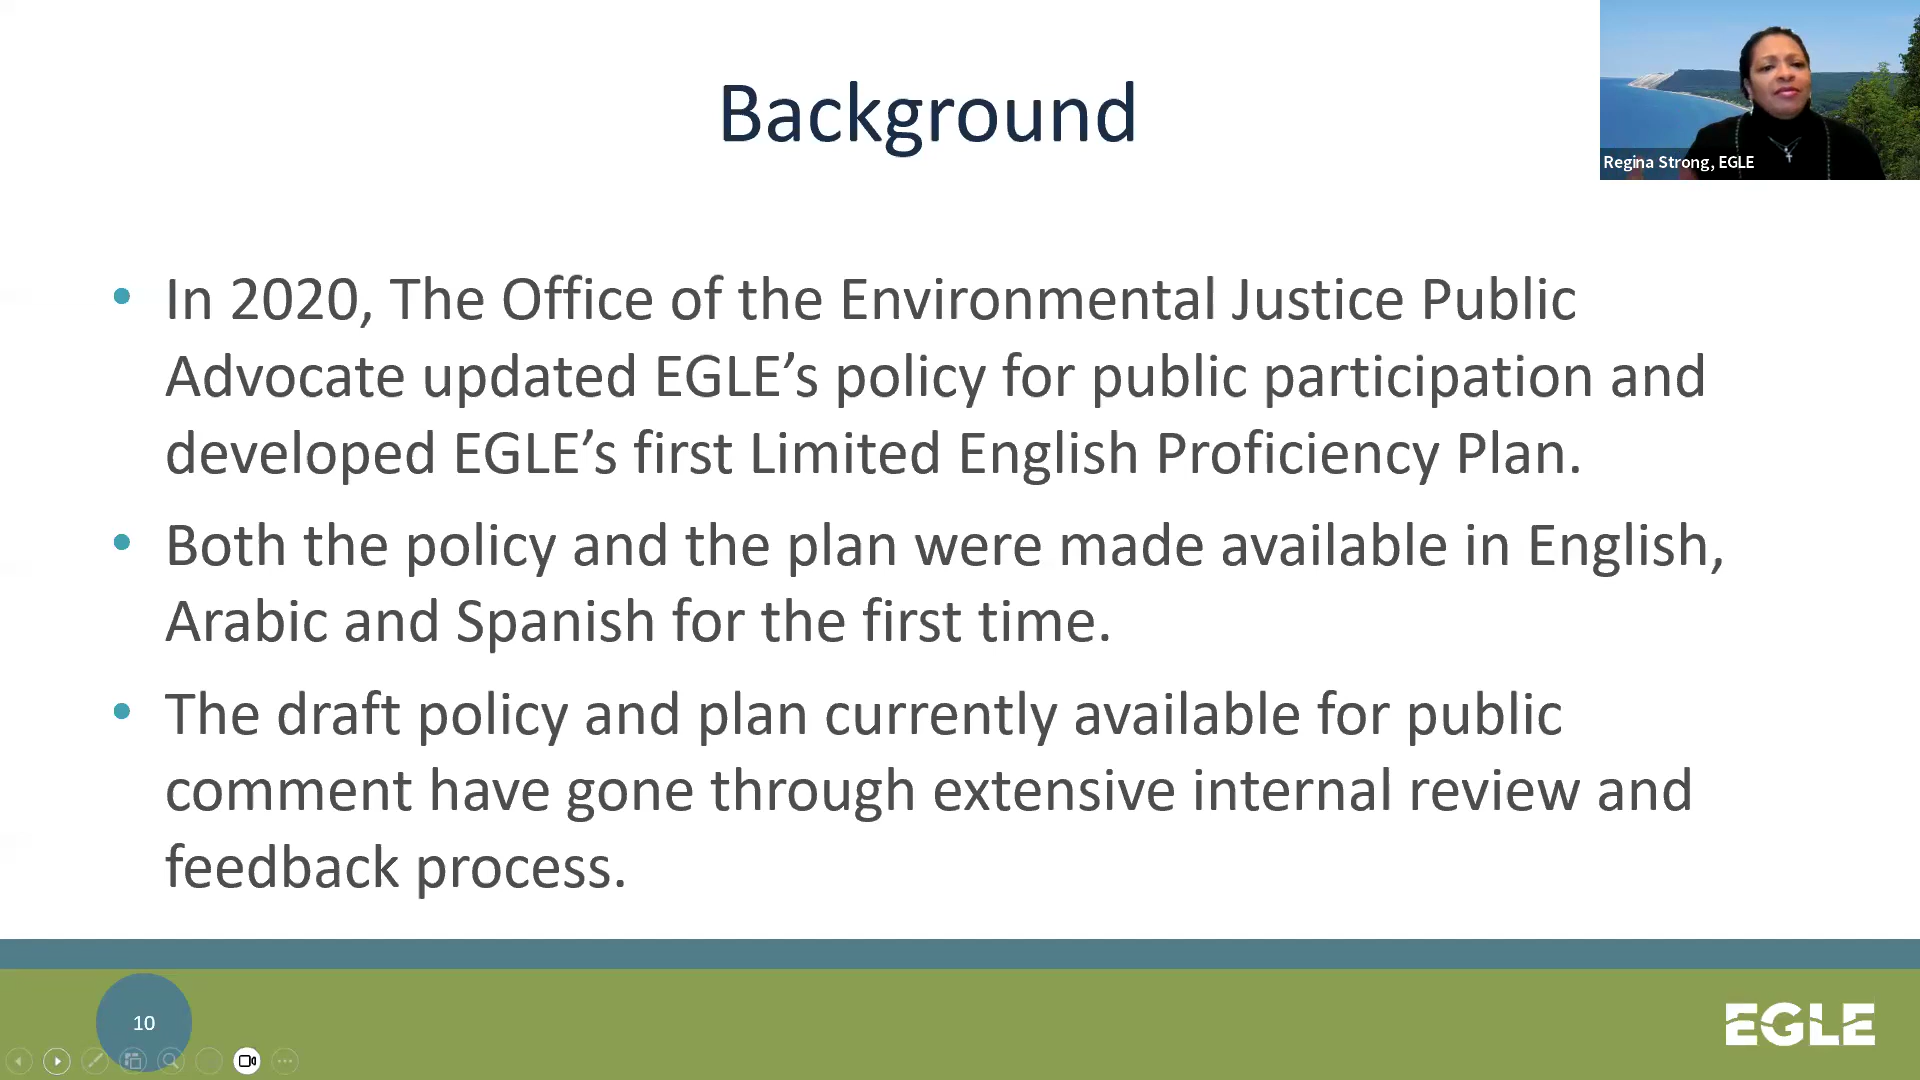 Background
Regina Strong, EGLE
• In 2020, The Office of the Environmental Justice Public
Advocate updated EGLE’s policy for public participation and
developed EGLE’s first Limited English Proficiency Plan.
• Both the policy and the plan were made available in English,
Arabic and Spanish for the first time.
• The draft policy and plan currently available for public
comment have gone through extensive internal review and
feedback process.
10
EGLE